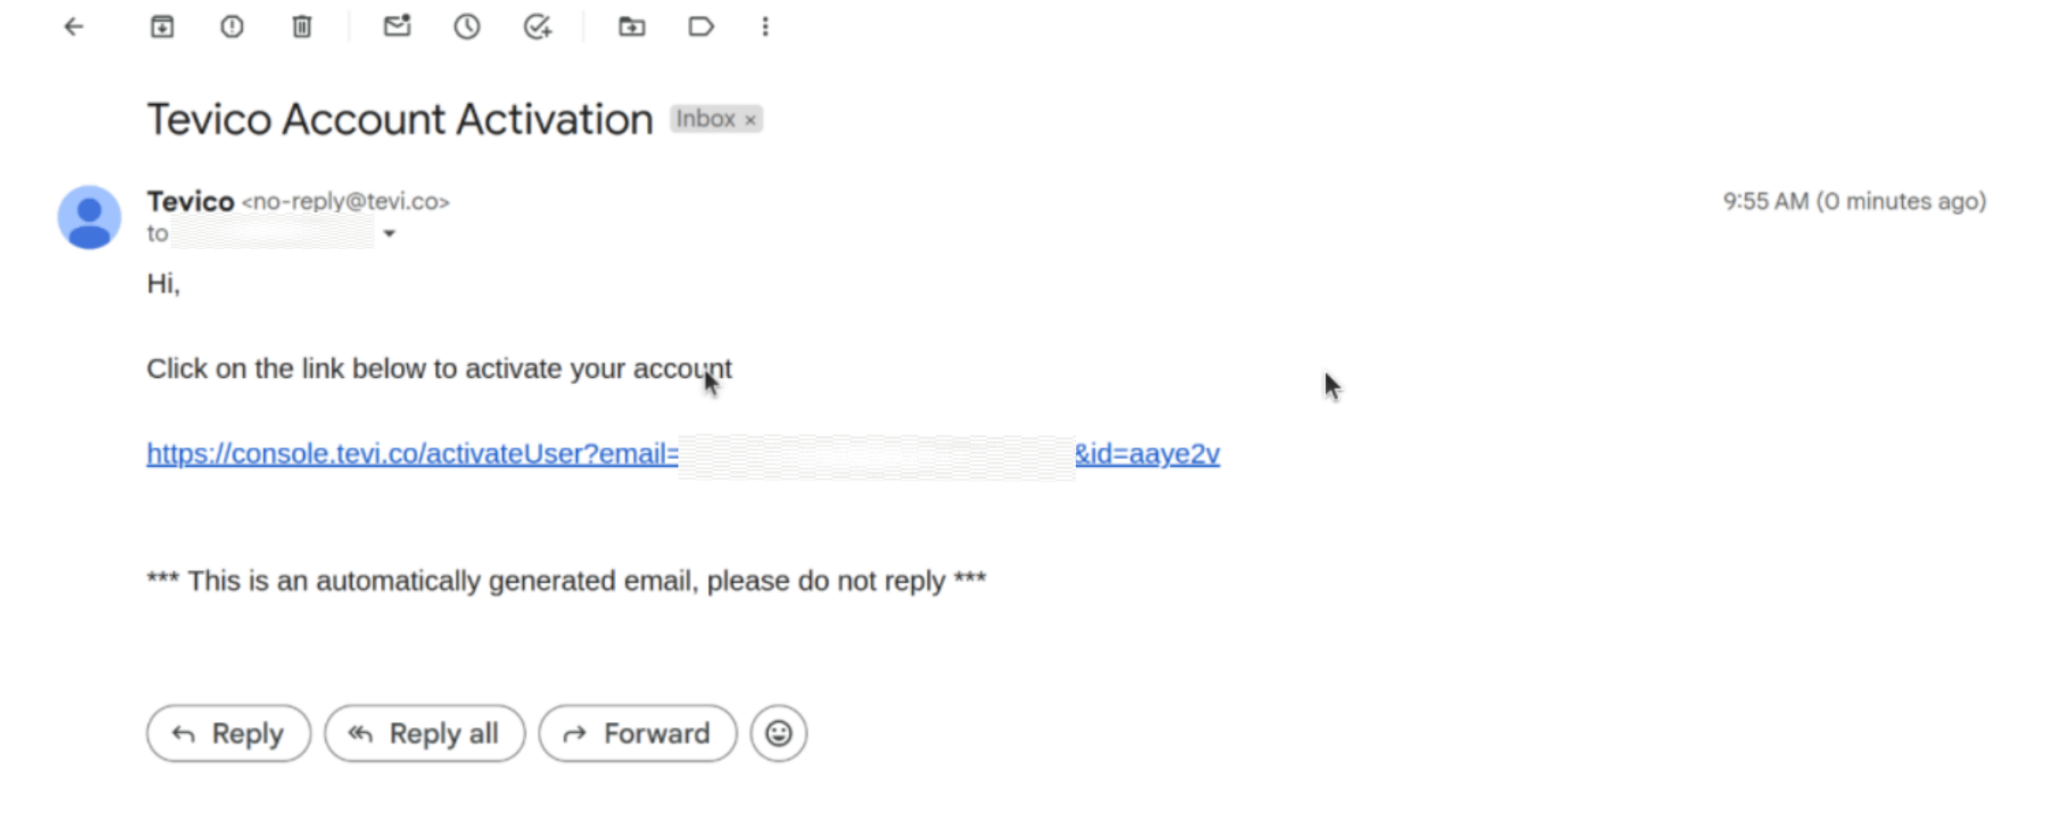 Tevico Account Activation Inbox ×
Tevico <no-reply@tevi.co> 9:55 AM (0 minutes ago)
to
Hi,
Click on the link below to activate your account
https://console.tevi.co/activateUser?email= &id=aaye2v
*** This is an automatically generated email, please do not reply ***
Reply Reply all Forward